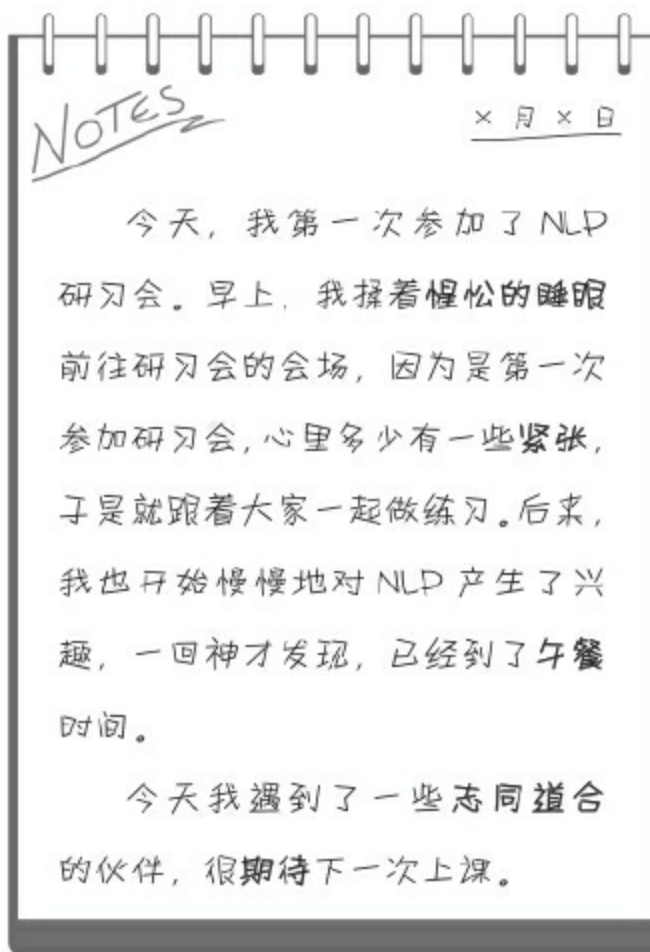 NOTES
×月×日
今天，我第一次参加了NLP
研习会。早上，我揉着惺忪的睡眼
前往研习会的会场，因为是第一次
参加研习会，心里多少有一些紧张，
于是就跟着大家一起做练习。后来，
我也开始慢慢地对NLP产生了兴
趣，一回神才发现，已经到了午餐
时间。
今天我遇到了一些志同道合
的伙伴，很期待下一次上课。